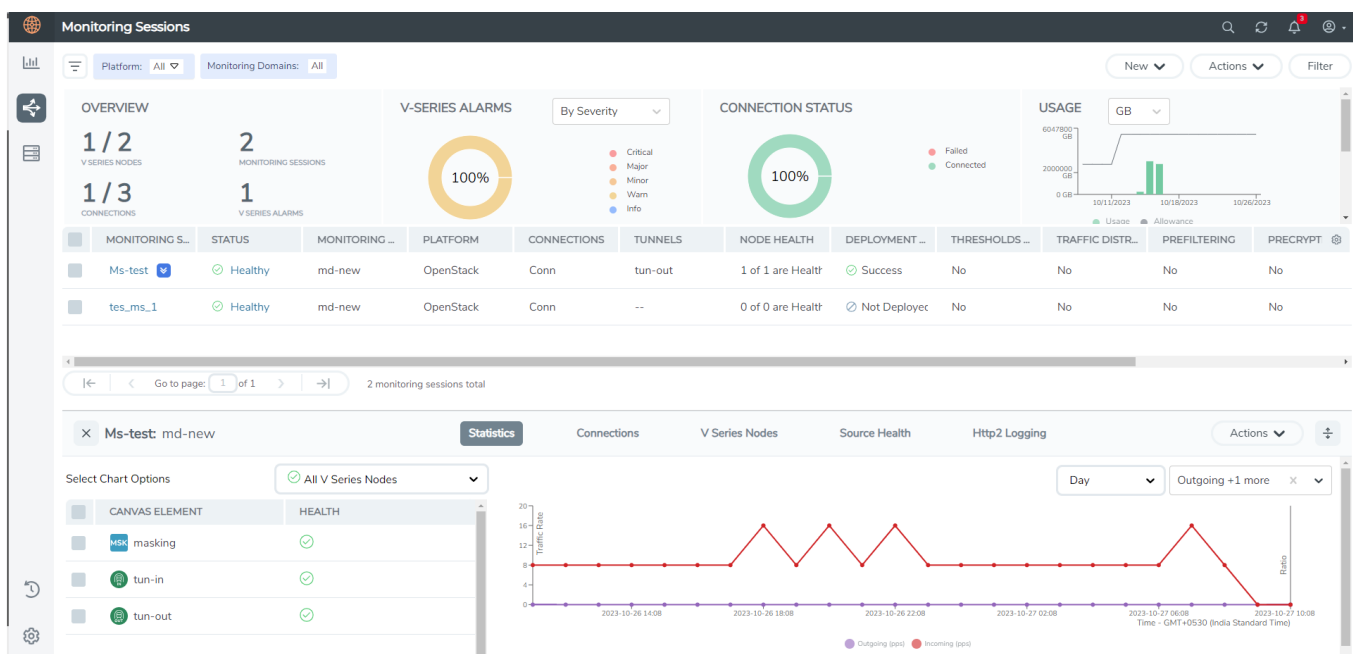 Monitoring Sessions
3
Platform: All
Monitoring Domains: All
New
Actions
Filter
OVERVIEW
1 / 2
V SERIES NODES
2
MONITORING SESSIONS
1 / 3
CONNECTIONS
1
V SERIES ALARMS
V-SERIES ALARMS
By Severity
100%
Critical
Major
Minor
Warn
Info
CONNECTION STATUS
100%
Failed
Connected
USAGE
GB
6047800
GB
2000000
GB
0 GB
10/11/2023 10/18/2023 10/26/2023
Usage Allowance
MONITORING S... STATUS MONITORING ... PLATFORM CONNECTIONS TUNNELS NODE HEALTH DEPLOYMENT ... THRESHOLDS ... TRAFFIC DISTR... PREFILTERING PRECRYPT
Ms-test Healthy md-new OpenStack Conn tun-out 1 of 1 are Health Success No No No No
tes_ms_1 Healthy md-new OpenStack Conn -- 0 of 0 are Health Not Deployec No No No No
Go to page: 1 of 1
2 monitoring sessions total
Ms-test: md-new
Statistics
Connections
V Series Nodes
Source Health
Http2 Logging
Actions
Select Chart Options
All V Series Nodes
Day
Outgoing +1 more
CANVAS ELEMENT HEALTH
MSK masking
tun-in
tun-out
Traffic Rate
20
16
12
8
4
0
Ratio
2023-10-26 14:08 2023-10-26 18:08 2023-10-26 22:08 2023-10-27 02:08 2023-10-27 06:08 2023-10-27 10:08
Time - GMT+0530 (India Standard Time)
Outgoing (pps) Incoming (pps)